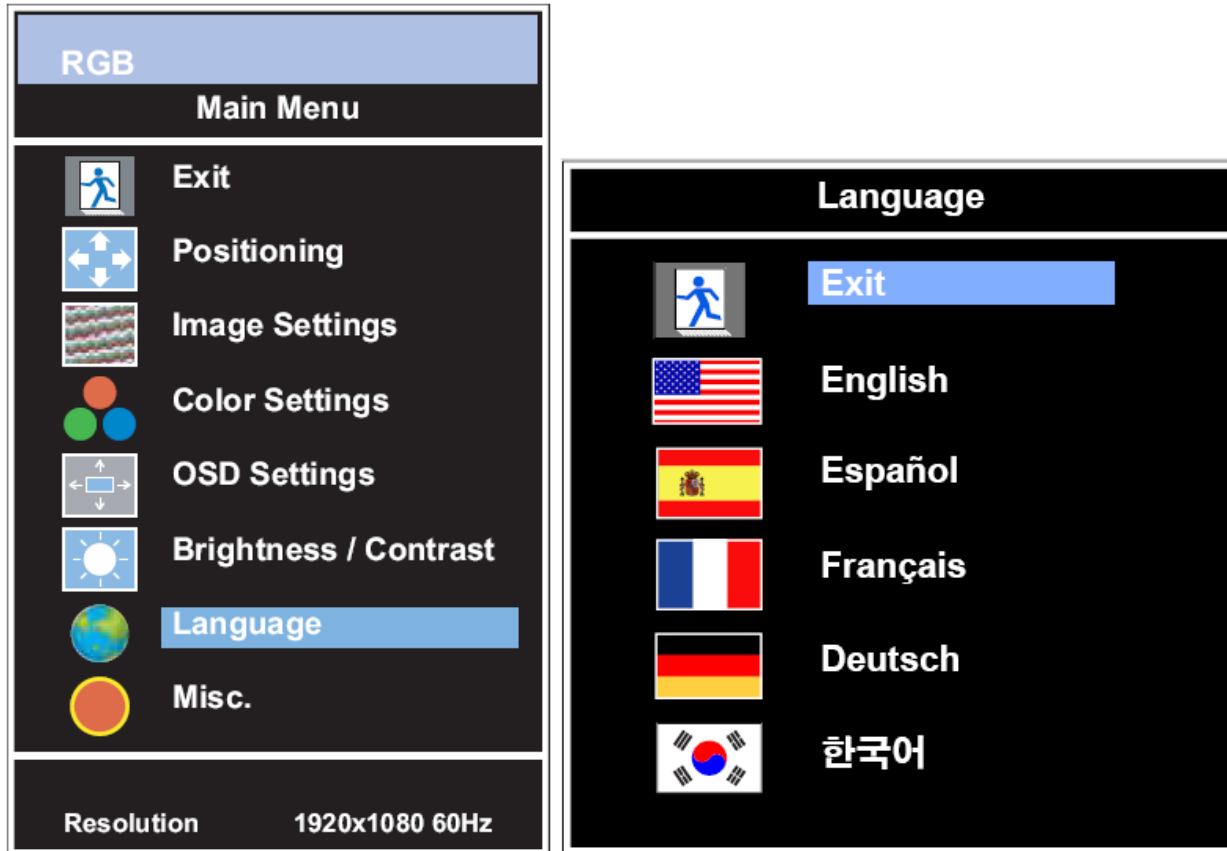 RGB
Main Menu
Exit
Positioning
Image Settings
Color Settings
OSD Settings
Brightness / Contrast
Language
Misc.
Resolution 1920x1080 60Hz
Language
Exit
English
Español
Français
Deutsch
한국어